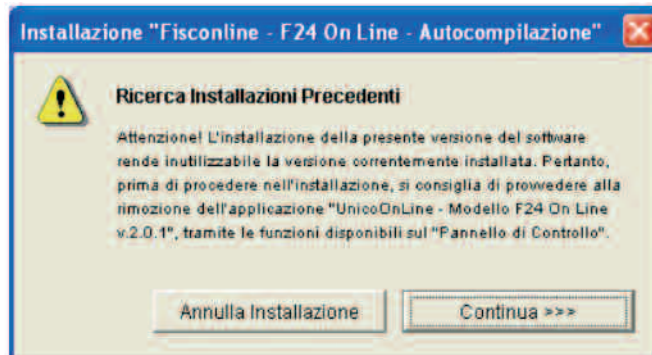 Installazione "Fisconline - F24 On Line - Autocompilazione"
Ricerca Installazioni Precedenti
Attenzione! L'installazione della presente versione del software
rende inutilizzabile la versione correntemente installata. Pertanto,
prima di procedere nell'installazione, si consiglia di provvedere alla
rimozione dell'applicazione "UnicoOnLine - Modello F24 On Line
v.2.0.1", tramite le funzioni disponibili sul "Pannello di Controllo".
Annulla Installazione
Continua >>>